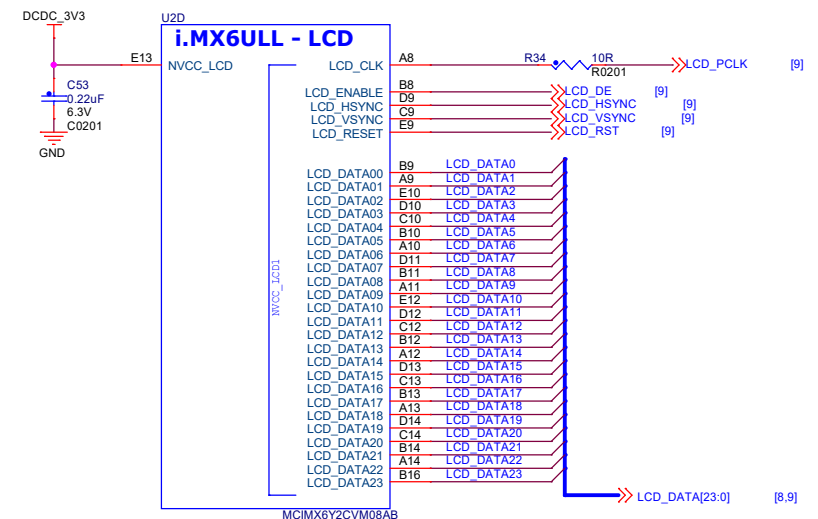 DCDC_3V3
U2D
i.MX6ULL - LCD
E13
NVCC_LCD
LCD_CLK
A8
R34
10R
R0201
LCD_PCLK
[9]
C53
0.22uF
6.3V
C0201
GND
LCD_ENABLE
B8
LCD_DE
[9]
LCD_HSYNC
D9
LCD_HSYNC
[9]
LCD_VSYNC
C9
LCD_VSYNC
[9]
LCD_RESET
E9
LCD_RST
[9]
NVCC_LCD1
LCD_DATA00
B9
LCD_DATA0
LCD_DATA01
A9
LCD_DATA1
LCD_DATA02
E10
LCD_DATA2
LCD_DATA03
D10
LCD_DATA3
LCD_DATA04
C10
LCD_DATA4
LCD_DATA05
B10
LCD_DATA5
LCD_DATA06
A10
LCD_DATA6
LCD_DATA07
D11
LCD_DATA7
LCD_DATA08
B11
LCD_DATA8
LCD_DATA09
A11
LCD_DATA9
LCD_DATA10
E12
LCD_DATA10
LCD_DATA11
D12
LCD_DATA11
LCD_DATA12
C12
LCD_DATA12
LCD_DATA13
B12
LCD_DATA13
LCD_DATA14
A12
LCD_DATA14
LCD_DATA15
D13
LCD_DATA15
LCD_DATA16
C13
LCD_DATA16
LCD_DATA17
B13
LCD_DATA17
LCD_DATA18
A13
LCD_DATA18
LCD_DATA19
D14
LCD_DATA19
LCD_DATA20
C14
LCD_DATA20
LCD_DATA21
B14
LCD_DATA21
LCD_DATA22
A14
LCD_DATA22
LCD_DATA23
B16
LCD_DATA23
LCD_DATA[23:0]
[8,9]
MCIMX6Y2CVM08AB